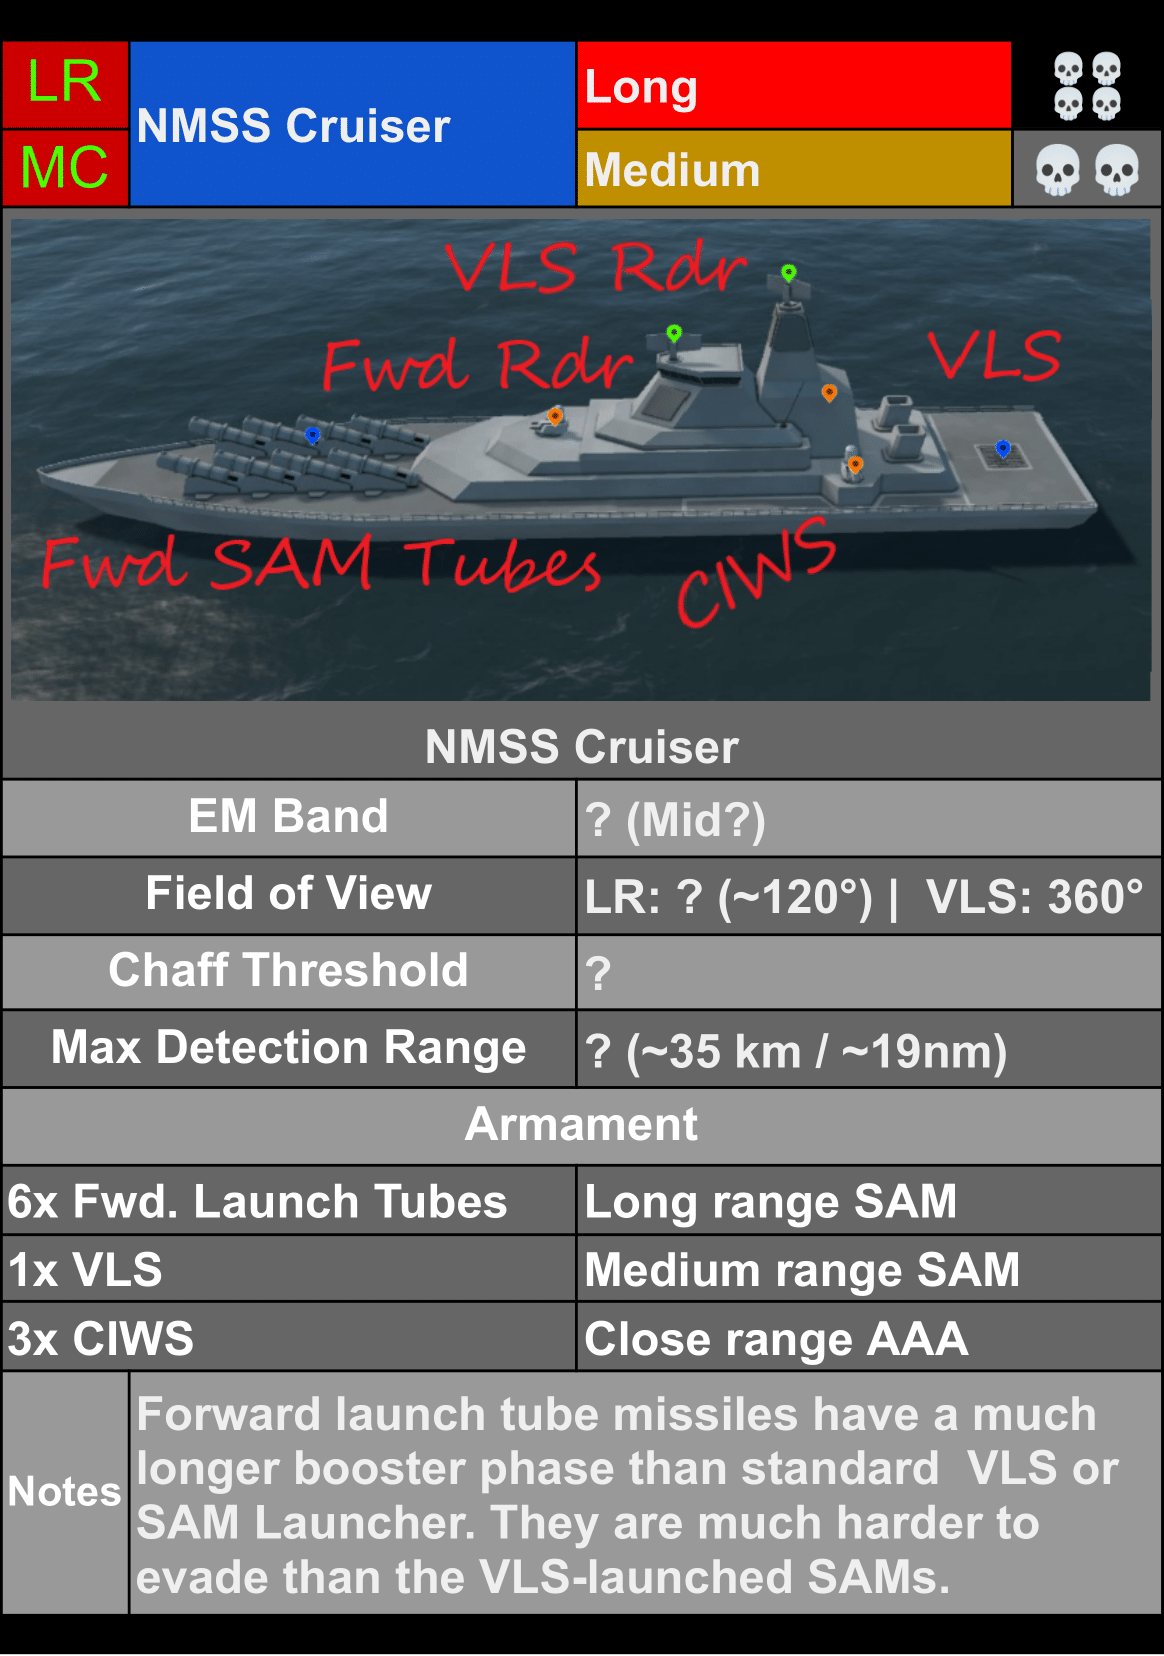 LR
NMSS Cruiser
Long
MC
Medium
VLS Rdr
Fwd Rdr
VLS
Fwd SAM Tubes
CIWS
NMSS Cruiser
EM Band
? (Mid?)
Field of View
LR: ? (~120°) | VLS: 360°
Chaff Threshold
?
Max Detection Range
? (~35 km / ~19nm)
Armament
6x Fwd. Launch Tubes
Long range SAM
1x VLS
Medium range SAM
3x CIWS
Close range AAA
Notes
Forward launch tube missiles have a much
longer booster phase than standard  VLS or
SAM Launcher. They are much harder to
evade than the VLS-launched SAMs.